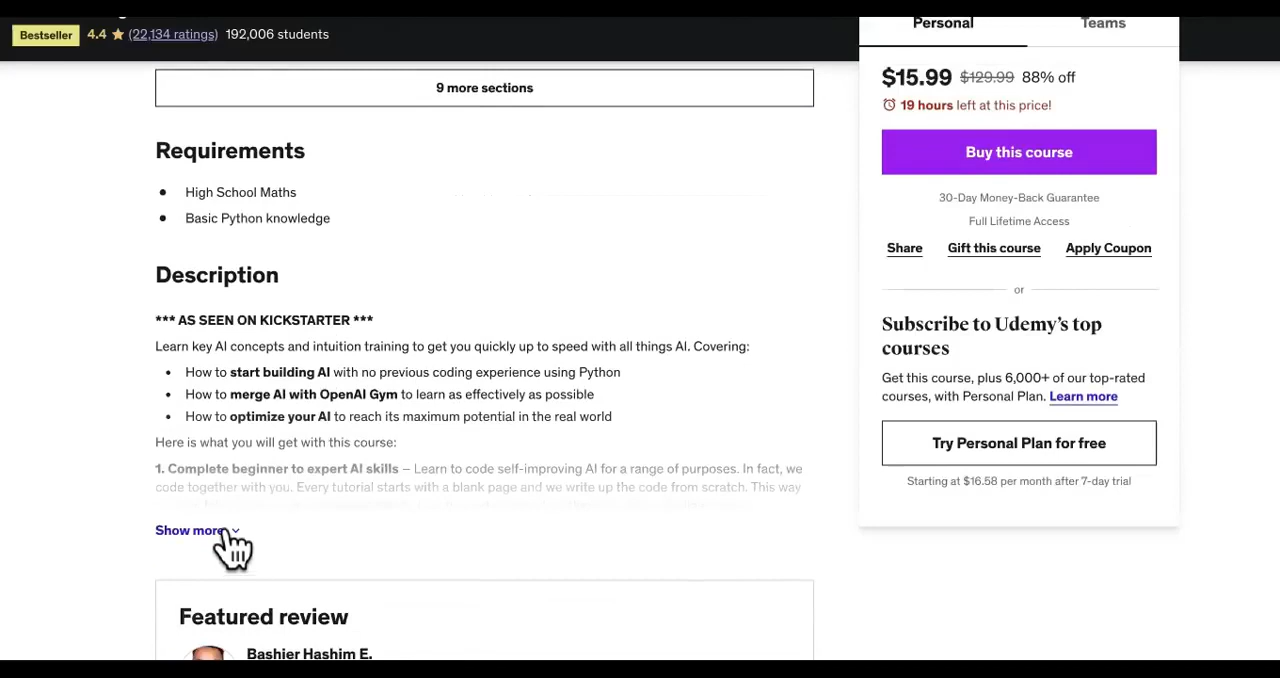 Personal
Teams
Bestseller 4.4 (22,134 ratings) 192,006 students
$15.99 $129.99 88% off
9 more sections
19 hours left at this price!
Buy this course
Requirements
High School Maths
Basic Python knowledge
30-Day Money-Back Guarantee
Full Lifetime Access
Share Gift this course Apply Coupon
or
Description
*** AS SEEN ON KICKSTARTER ***
Learn key AI concepts and intuition training to get you quickly up to speed with all things AI. Covering:
How to start building AI with no previous coding experience using Python
How to merge AI with OpenAI Gym to learn as effectively as possible
How to optimize your AI to reach its maximum potential in the real world
Here is what you will get with this course:
1. Complete beginner to expert AI skills – Learn to code self-improving AI for a range of purposes. In fact, we
code together with you. Every tutorial starts with a blank page and we write up the code from scratch. This way
Show more
Subscribe to Udemy's top
courses
Get this course, plus 6,000+ of our top-rated
courses, with Personal Plan. Learn more
Try Personal Plan for free
Starting at $16.58 per month after 7-day trial
Featured review
Bashier Hashim E.